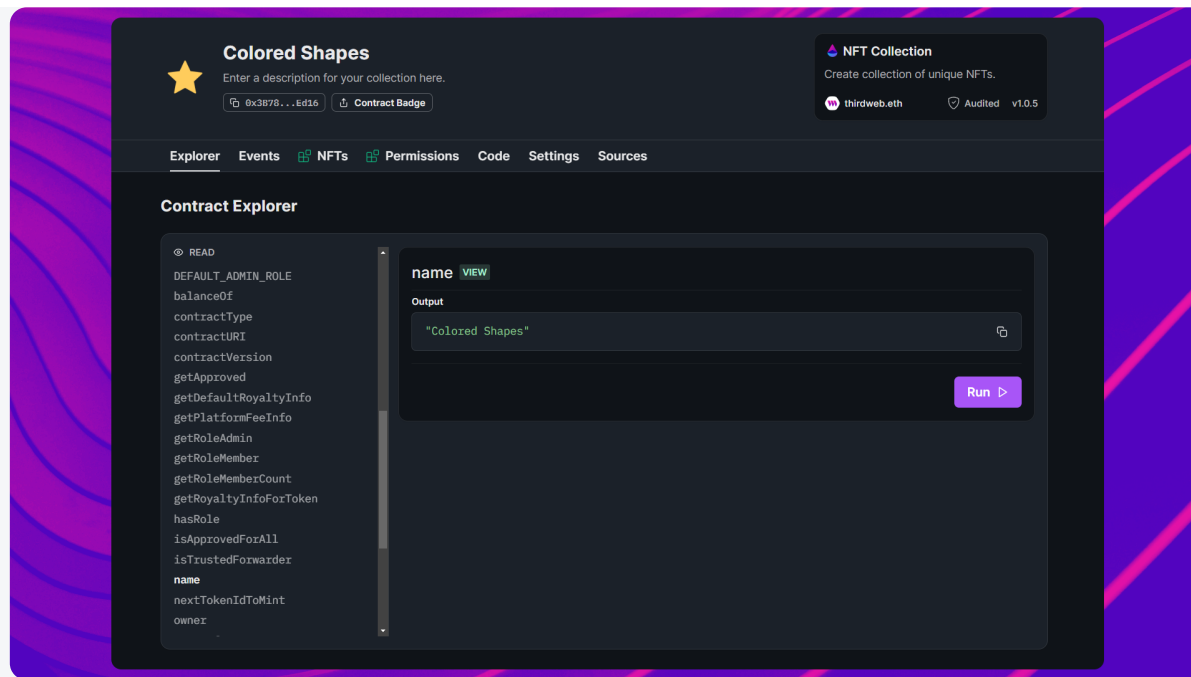 Colored Shapes
Enter a description for your collection here.
0x3B78...Ed16 Contract Badge
NFT Collection
Create collection of unique NFTs.
thirdweb.eth Audited v1.0.5
Explorer Events NFTs Permissions Code Settings Sources
Contract Explorer
READ
DEFAULT_ADMIN_ROLE
balanceOf
contractType
contractURI
contractVersion
getApproved
getDefaultRoyaltyInfo
getPlatformFeeInfo
getRoleAdmin
getRoleMember
getRoleMemberCount
getRoyaltyInfoForToken
hasRole
isApprovedForAll
isTrustedForwarder
name
nextTokenIdToMint
owner
name VIEW
Output
"Colored Shapes"
Run